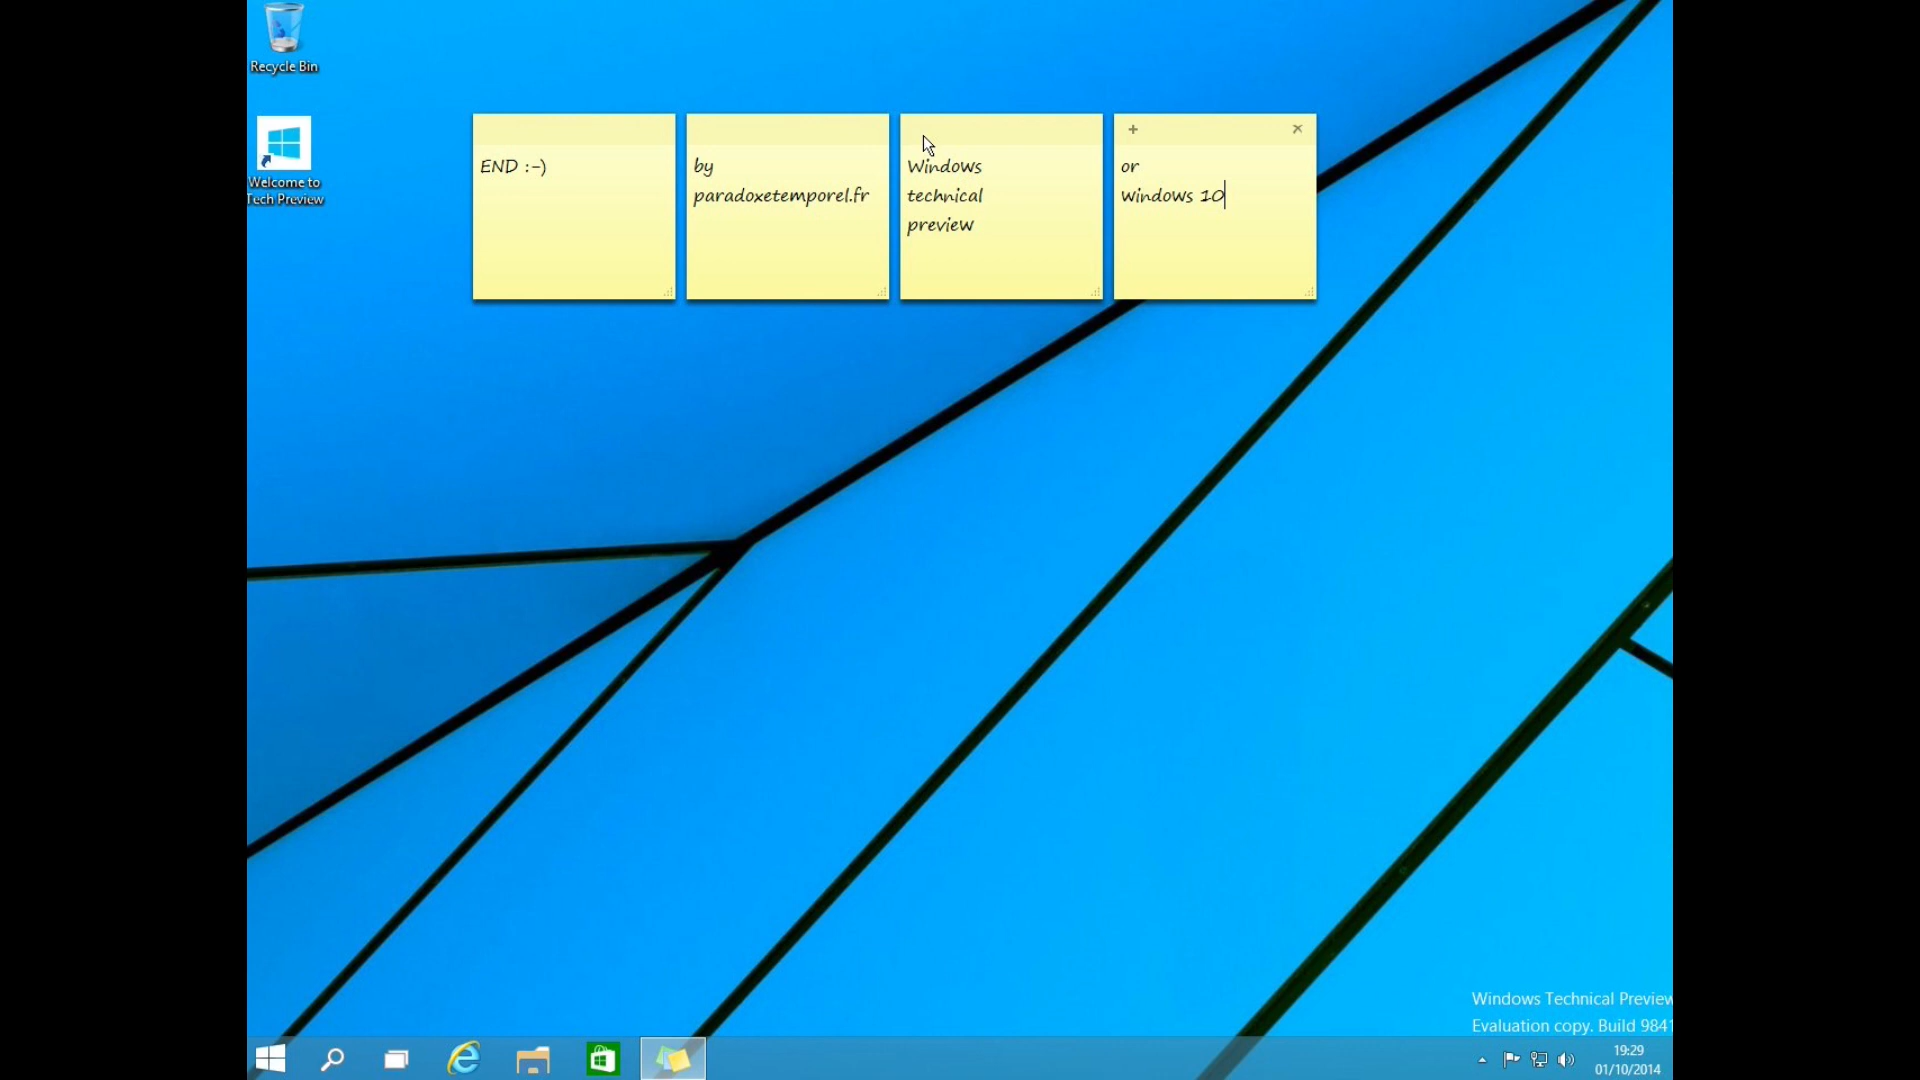 Recycle Bin
Welcome to
Tech Preview
END :-)
by
paradoxetemporel.fr
Windows
technical
preview
or
windows 10
Windows Technical Preview
Evaluation copy. Build 9841
19:29
01/10/2014